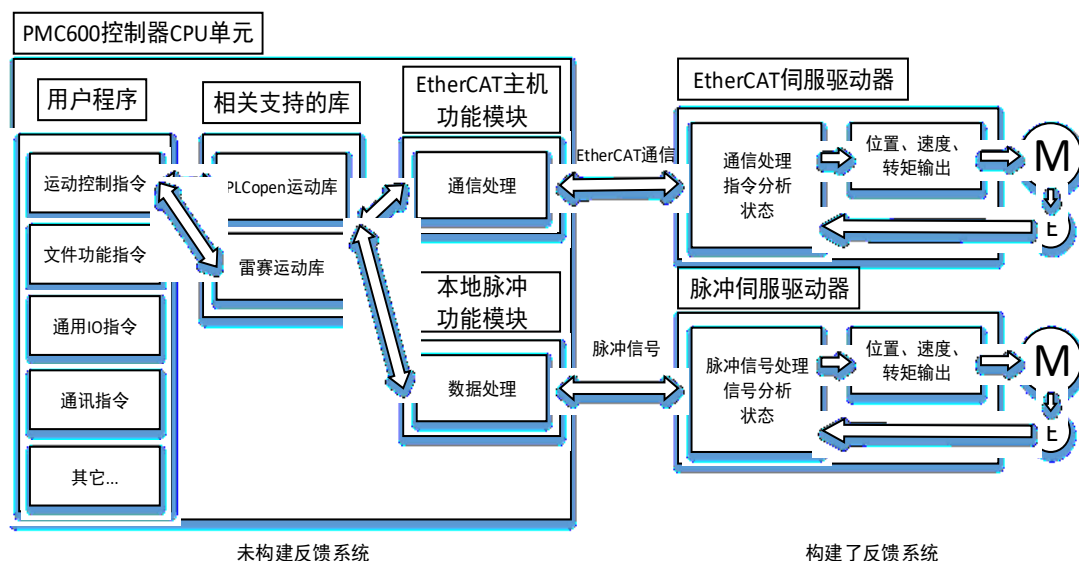 PMC600控制器CPU单元
用户程序
运动控制指令
文件功能指令
通用IO指令
通讯指令
其它...
相关支持的库
PLCopen运动库
雷赛运动库
EtherCAT主机
功能模块
通信处理
本地脉冲
功能模块
数据处理
EtherCAT通信
脉冲信号
EtherCAT伺服驱动器
通信处理
指令分析
状态
位置、速度、
转矩输出
M
E
脉冲伺服驱动器
脉冲信号处理
信号分析
状态
位置、速度、
转矩输出
M
E
未构建反馈系统
构建了反馈系统